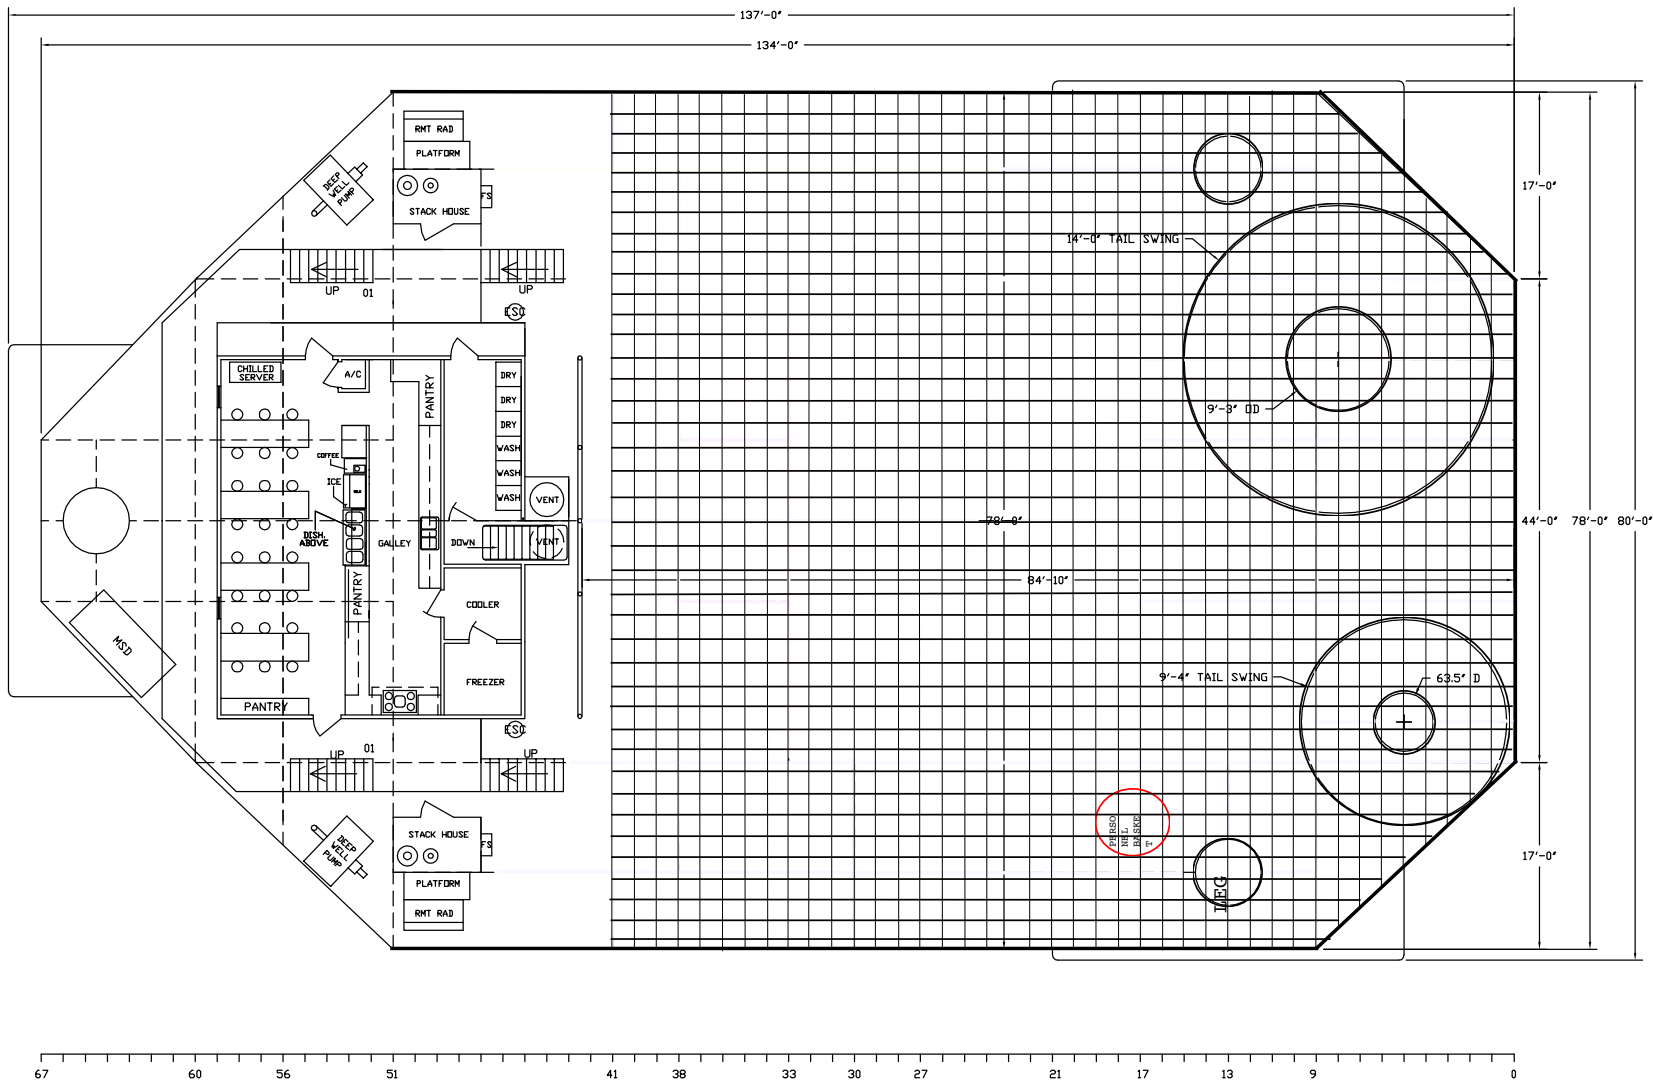 137'-0"
134'-0"
RMT RAD
PLATFORM
DEEP
WELL
PUMP
FS
STACK HOUSE
17'-0"
14'-0" TAIL SWING
UP
01
UP
ESC
CHILLED
SERVER
A/C
PANTRY
DRY
DRY
DRY
9'-3" OD
WASH
COFFEE
WASH
ICE
WASH
VENT
78'-0"
44'-0"
78'-0"
80'-0"
DISH.
ABOVE
GALLEY
DOWN
VENT
84'-10"
PANTRY
COOLER
MSD
9'-4" TAIL SWING
63.5" D
FREEZER
PANTRY
ESC
UP
01
UP
PERSO
NEL
BASKE
T
STACK HOUSE
FS
DEEP
WELL
PUMP
17'-0"
PLATFORM
LEG
RMT RAD
67
60
56
51
41
38
33
30
27
21
17
13
9
0